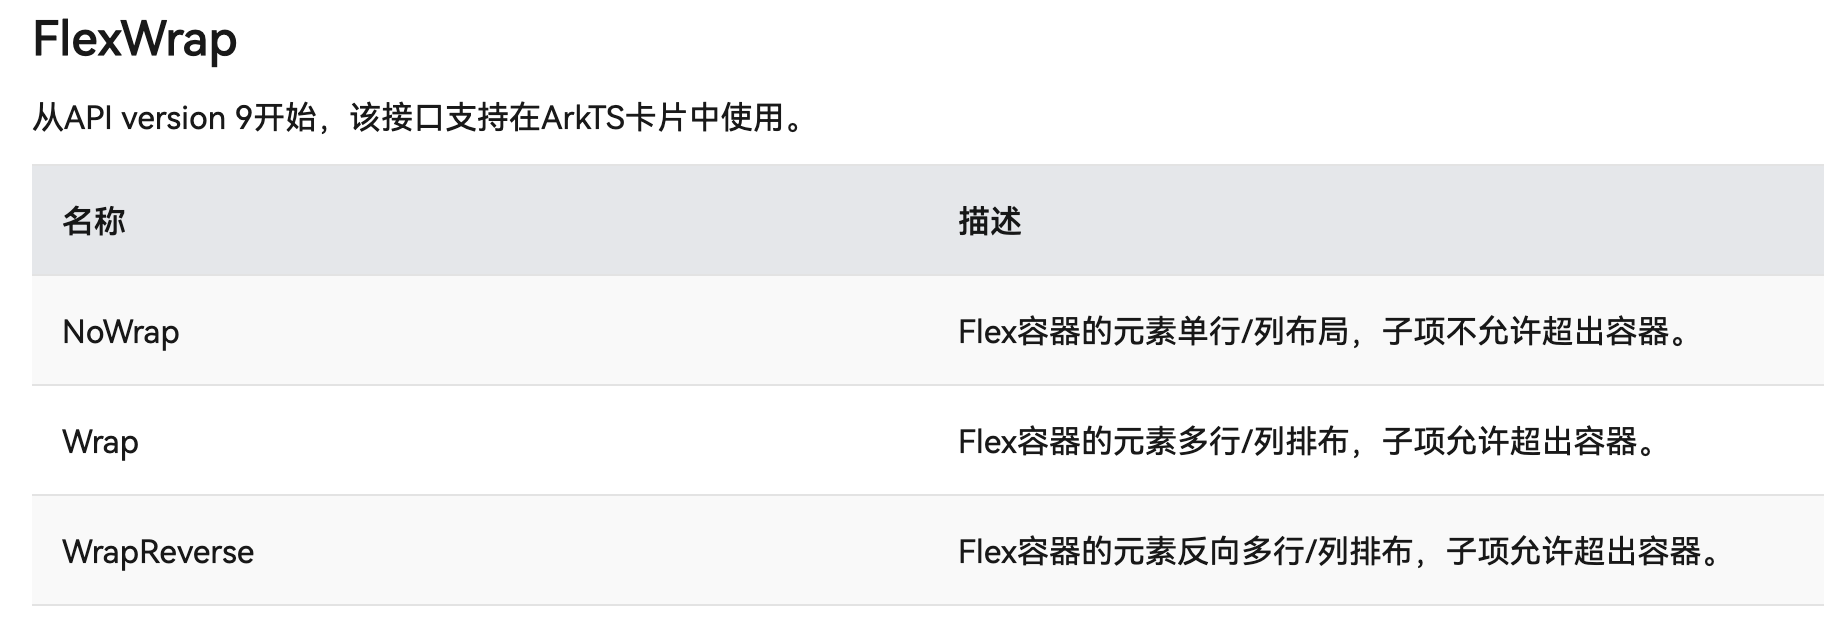 FlexWrap
从API version 9开始，该接口支持在ArkTS卡片中使用。
名称 描述
NoWrap Flex容器的元素单行/列布局，子项不允许超出容器。
Wrap Flex容器的元素多行/列排布，子项允许超出容器。
WrapReverse Flex容器的元素反向多行/列排布，子项允许超出容器。